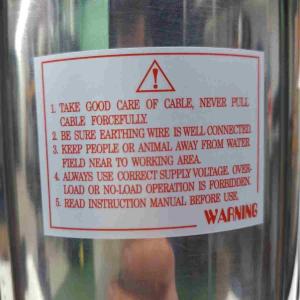 1. TAKE GOOD CARE OF CABLE, NEVER PULL
CABLE FORCEFULLY.
2. BE SURE EARTHING WIRE IS WELL CONNECTED.
3. KEEP PEOPLE OR ANIMAL AWAY FROM WATER
FIELD NEAR TO WORKING AREA.
4. ALWAYS USE CORRECT SUPPLY VOLTAGE. OVER-
LOAD OR NO-LOAD OPERATION IS FORBIDDEN.
5. READ INSTRUCTION MANUAL BEFORE USE.
WARNING